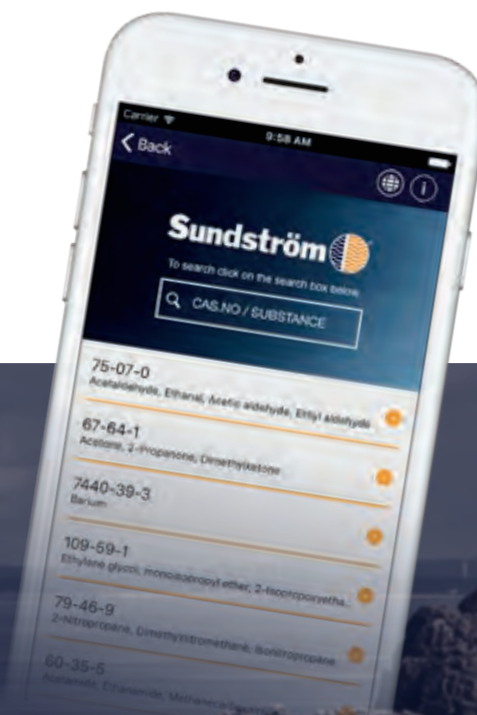 Carrier
9:58 AM
Back
i
Sundström
To search click on the search box below
CAS.NO / SUBSTANCE
75-07-0
Acetaldehyde, Ethanal, Acetic aldehyde, Ethyl aldehyde
67-64-1
Acetone, 2-Propanone, Dimethylketone
7440-39-3
Barium
109-59-1
Ethylene glycol, monoisopropyl ether,
79-46-9
2-Nitropropane, Dimethylnitromethane, Isonitropropane
60-35-5
Acetamide, Ethanamide,